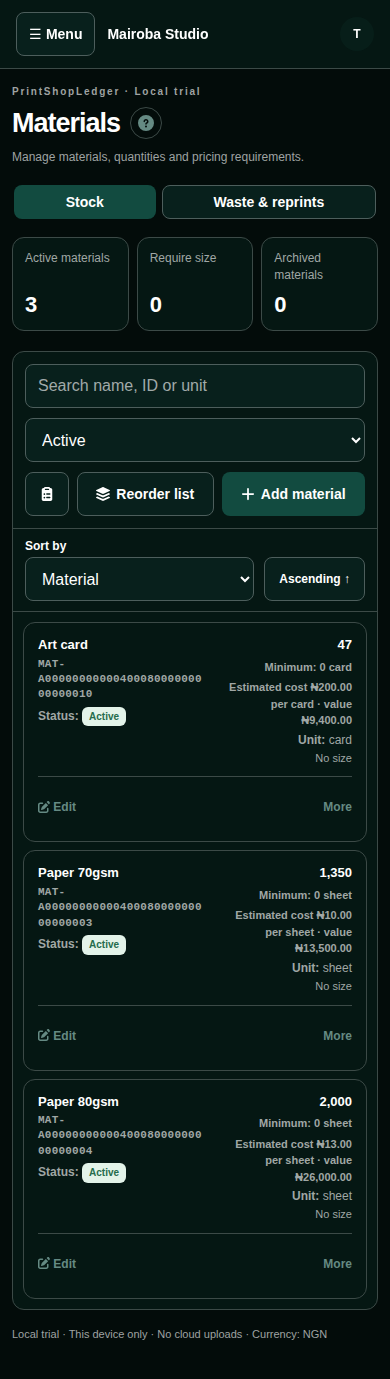 ☰ Menu
Mairoba Studio
T
PrintShopLedger · Local trial
Materials
?
Manage materials, quantities and pricing requirements.
Stock
Waste & reprints
Active materials
3
Require size
0
Archived
materials
0
Search name, ID or unit
Active
Reorder list
Add material
Sort by
Material
Ascending ↑
Art card
47
MAT-
A00000000000400080000000
00000010
Status: Active
Minimum: 0 card
Estimated cost ₦200.00
per card · value
₦9,400.00
Unit: card
No size
Edit
More
Paper 70gsm
1,350
MAT-
A00000000000400080000000
00000003
Status: Active
Minimum: 0 sheet
Estimated cost ₦10.00
per sheet · value
₦13,500.00
Unit: sheet
No size
Edit
More
Paper 80gsm
2,000
MAT-
A00000000000400080000000
00000004
Status: Active
Minimum: 0 sheet
Estimated cost ₦13.00
per sheet · value
₦26,000.00
Unit: sheet
No size
Edit
More
Local trial · This device only · No cloud uploads · Currency: NGN